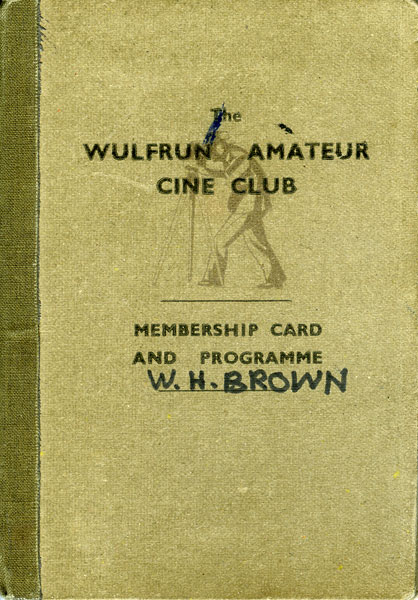 The
WULFRUN AMATEUR
CINE CLUB
MEMBERSHIP CARD
AND PROGRAMME
W. H. BROWN